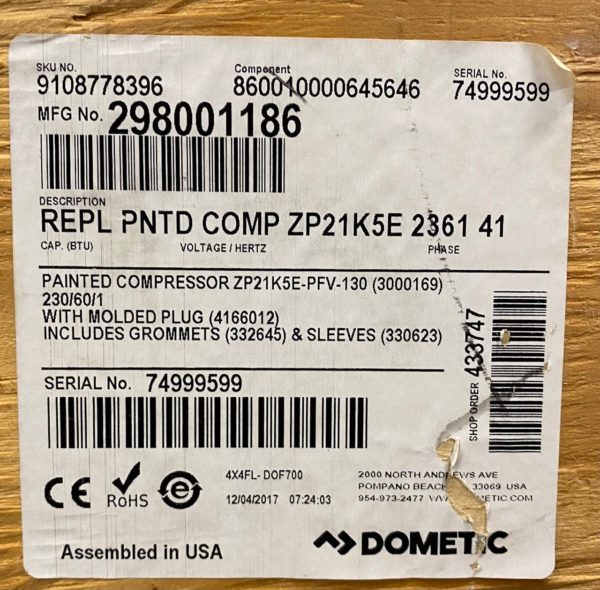 SKU NO. Component SERIAL No.
9108778396 860010000645646 74999599
MFG No. 298001186
DESCRIPTION
REPL PNTD COMP ZP21K5E 2361 41
CAP. (BTU) VOLTAGE / HERTZ PHASE
PAINTED COMPRESSOR ZP21K5E-PFV-130 (3000169)
230/60/1
WITH MOLDED PLUG (4166012)
INCLUDES GROMMETS (332645) & SLEEVES (330623)
SHOP ORDER 433747
SERIAL No. 74999599
CE RoHS e
4X4FL- DOF700
12/04/2017 07:24:03
2000 NORTH ANDREWS AVE
POMPANO BEACH 33069 USA
954-973-2477
Assembled in USA
DOMETIC